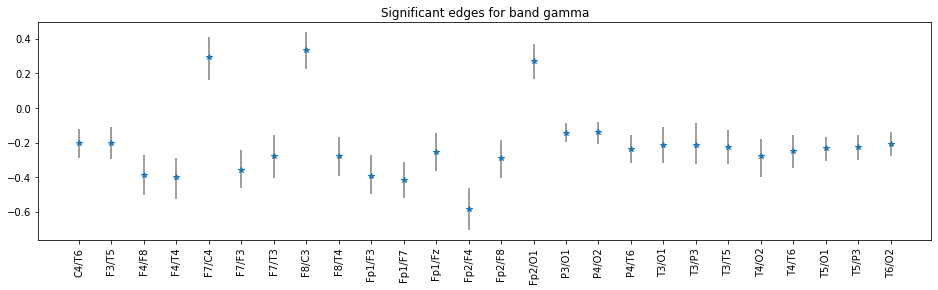 Significant edges for band gamma
0.4
0.2
0.0
−0.2
−0.4
−0.6
C4/T6
F3/T5
F4/F8
F4/T4
F7/C4
F7/F3
F7/T3
F8/C3
F8/T4
Fp1/F3
Fp1/F7
Fp1/Fz
Fp2/F4
Fp2/F8
Fp2/O1
P3/O1
P4/O2
P4/T6
T3/O1
T3/P3
T3/T5
T4/O2
T4/T6
T5/O1
T5/P3
T6/O2